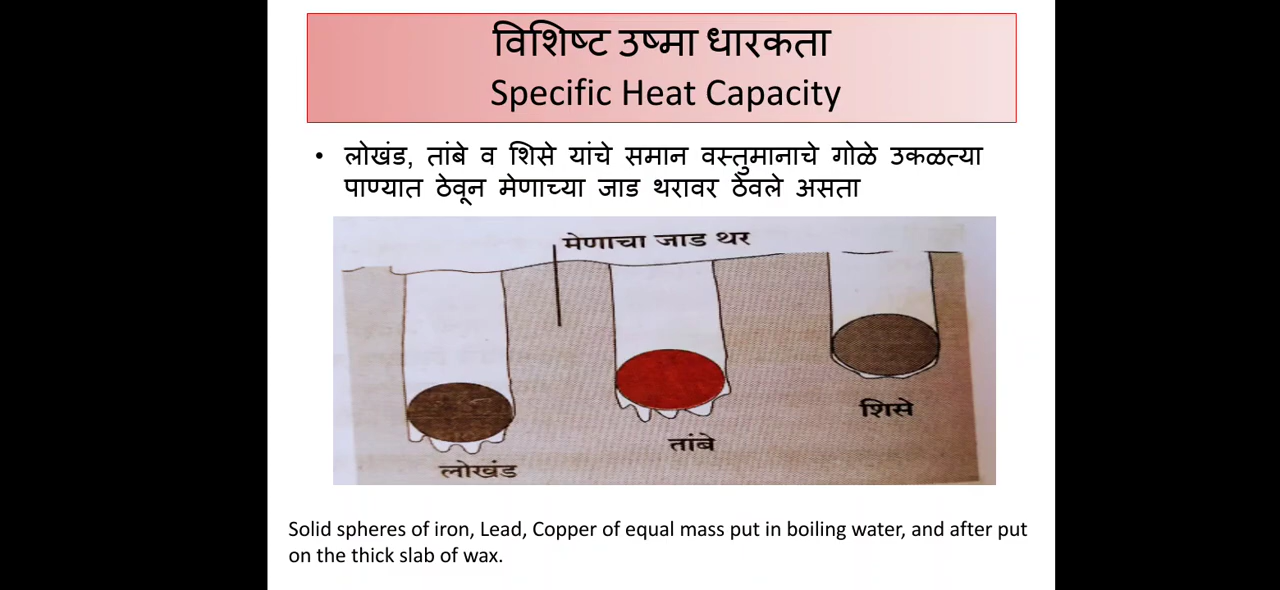 विशिष्ट उष्मा धारकता
Specific Heat Capacity
• लोखंड, तांबे व शिसे यांचे समान वस्तुमानाचे गोळे उकळत्या
पाण्यात ठेवून मेणाच्या जाड थरावर ठेवले असता
मेणाचा जाड थर
शिसे
तांबे
लोखंड
Solid spheres of iron, Lead, Copper of equal mass put in boiling water, and after put
on the thick slab of wax.